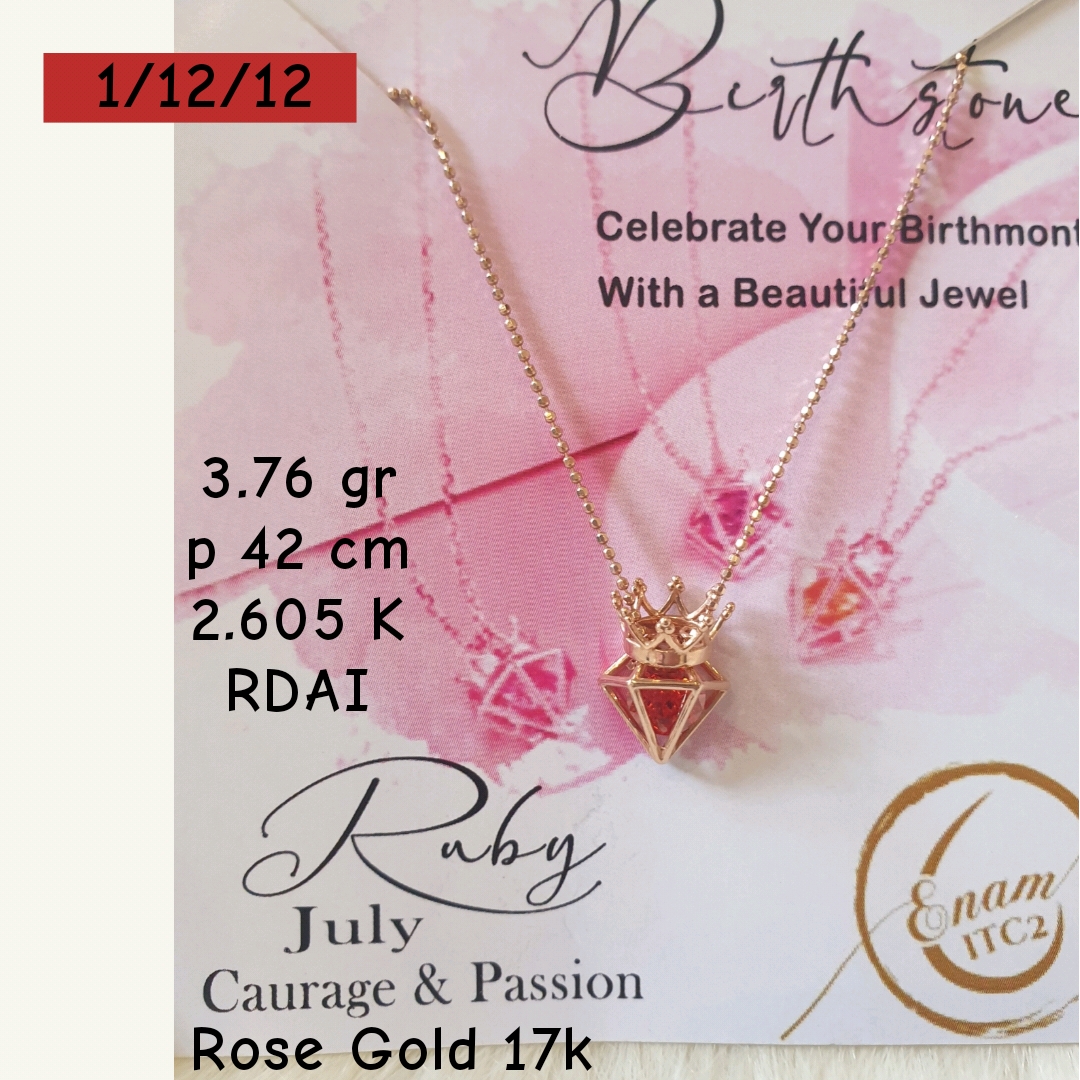 1/12/12
Birthstone
Celebrate Your Birthmont
With a Beautiful Jewel
3.76 gr
p 42 cm
2.605 K
RDAI
Ruby
July
Caurage & Passion
Rose Gold 17k
Enam
ITC2